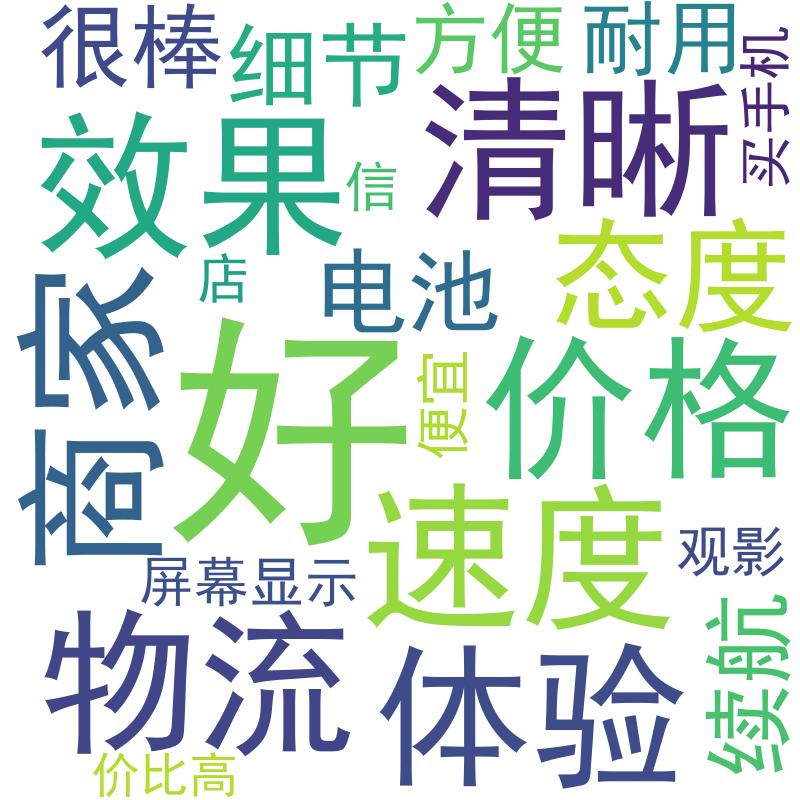 很棒
细节
方便
耐用
买手机
效果
清晰
信
店
电池
态度
商家
好
便宜
价格
速度
观影
屏幕显示
物流
体验
续航
价比高